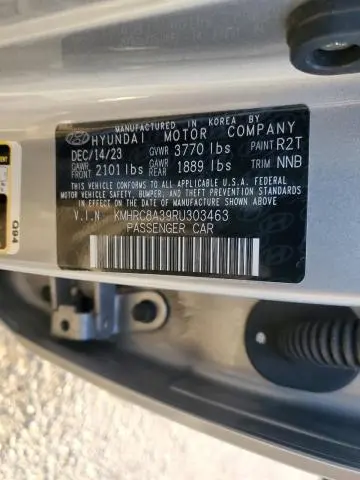 MANUFACTURED IN KOREA BY
HYUNDAI MOTOR COMPANY
DEC/14/23 GVWR 3770 lbs PAINT R2T
GAWR FRONT 2101 lbs GAWR REAR 1889 lbs TRIM NNB
THIS VEHICLE CONFORMS TO ALL APPLICABLE FEDERAL
MOTOR VEHICLE SAFETY, BUMPER, AND THEFT
PREVENTION STANDARDS IN EFFECT ON THE
DATE OF MANUFACTURE SHOWN ABOVE.
V.I.N. KMHRC8A39RU303463
PASSENGER CAR
Q94